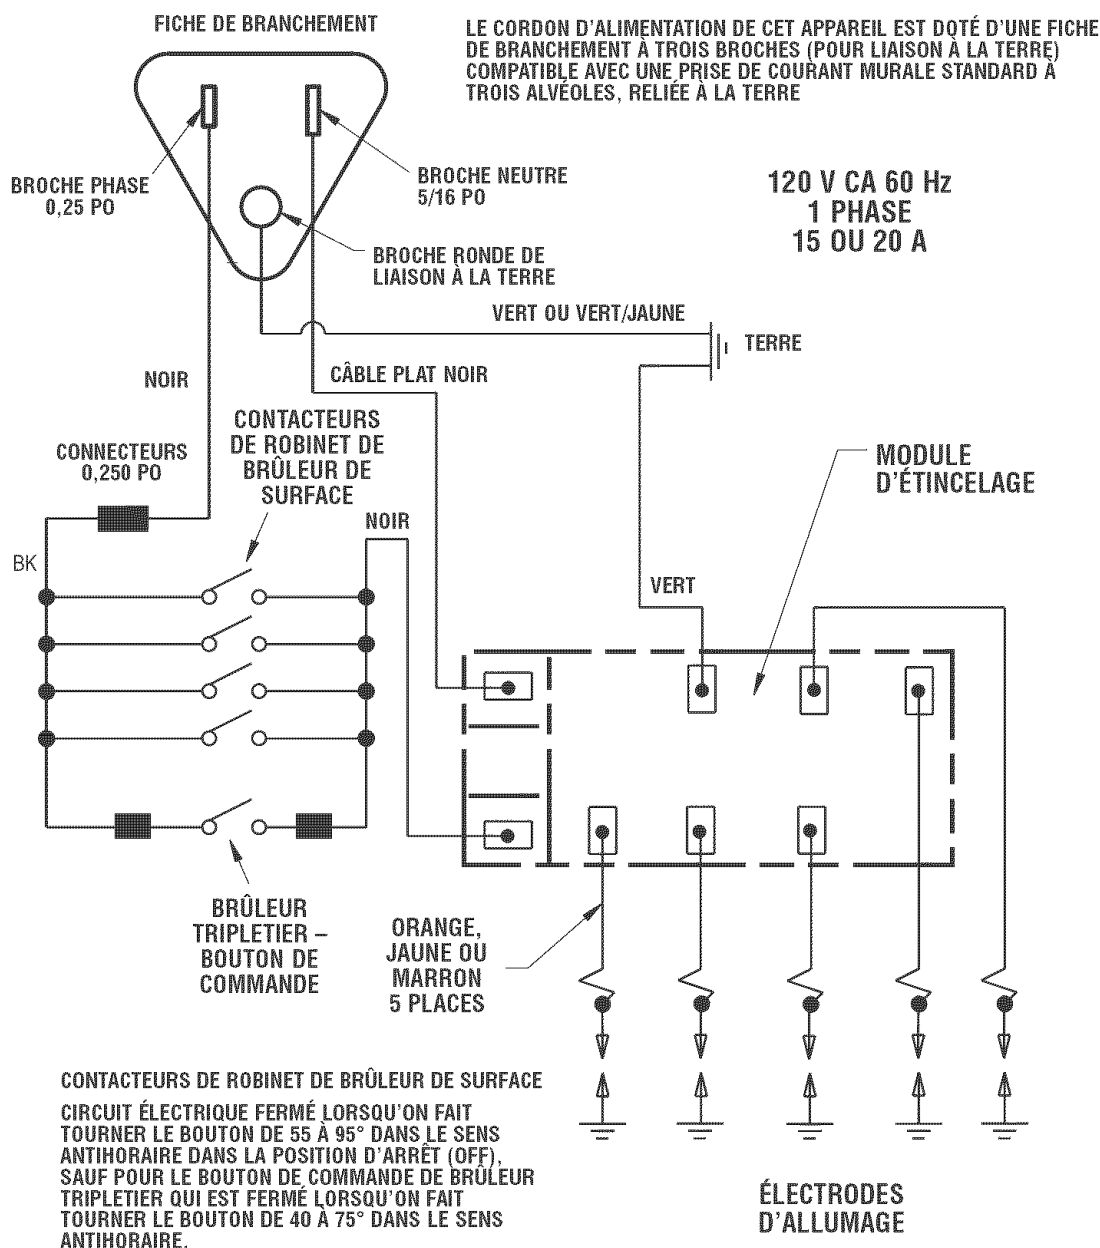 FICHE DE BRANCHEMENT
LE CORDON D'ALIMENTATION DE CET APPAREIL EST DOTÉ D'UNE FICHE
DE BRANCHEMENT À TROIS BROCHES (POUR LIAISON À LA TERRE)
COMPATIBLE AVEC UNE PRISE DE COURANT MURALE STANDARD À
TROIS ALVÉOLES, RELIÉE À LA TERRE
BROCHE PHASE
0,25 PO
BROCHE NEUTRE
5/16 PO
120 V CA 60 Hz
1 PHASE
15 OU 20 A
BROCHE RONDE DE
LIAISON À LA TERRE
VERT OU VERT/JAUNE
TERRE
NOIR
CÂBLE PLAT NOIR
CONTACTEURS
DE ROBINET DE
BRÛLEUR DE
SURFACE
CONNECTEURS
0,250 PO
MODULE
D'ÉTINCELAGE
NOIR
BK
VERT
BRÛLEUR
TRIPLETIER –
BOUTON DE
COMMANDE
ORANGE,
JAUNE OU
MARRON
5 PLACES
CONTACTEURS DE ROBINET DE BRÛLEUR DE SURFACE
CIRCUIT ÉLECTRIQUE FERMÉ LORSQU'ON FAIT
TOURNER LE BOUTON DE 55 À 95° DANS LE SENS
ANTIHORAIRE DANS LA POSITION D'ARRÊT (OFF),
SAUF POUR LE BOUTON DE COMMANDE DE BRÛLEUR
TRIPLETIER QUI EST FERMÉ LORSQU'ON FAIT
TOURNER LE BOUTON DE 40 À 75° DANS LE SENS
ANTIHORAIRE.
ÉLECTRODES
D'ALLUMAGE